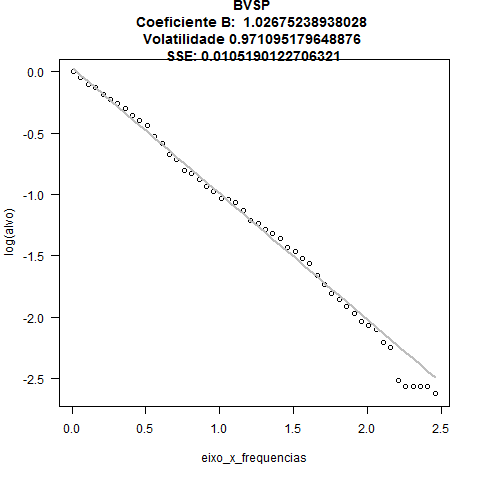 BVSP
Coeficiente B:  1.02675238938028
Volatilidade 0.971095179648876
SSE: 0.0105190122706321
0.0
-0.5
-1.0
-1.5
-2.0
-2.5
log(alvo)
0.0 0.5 1.0 1.5 2.0 2.5
eixo_x_frequencias